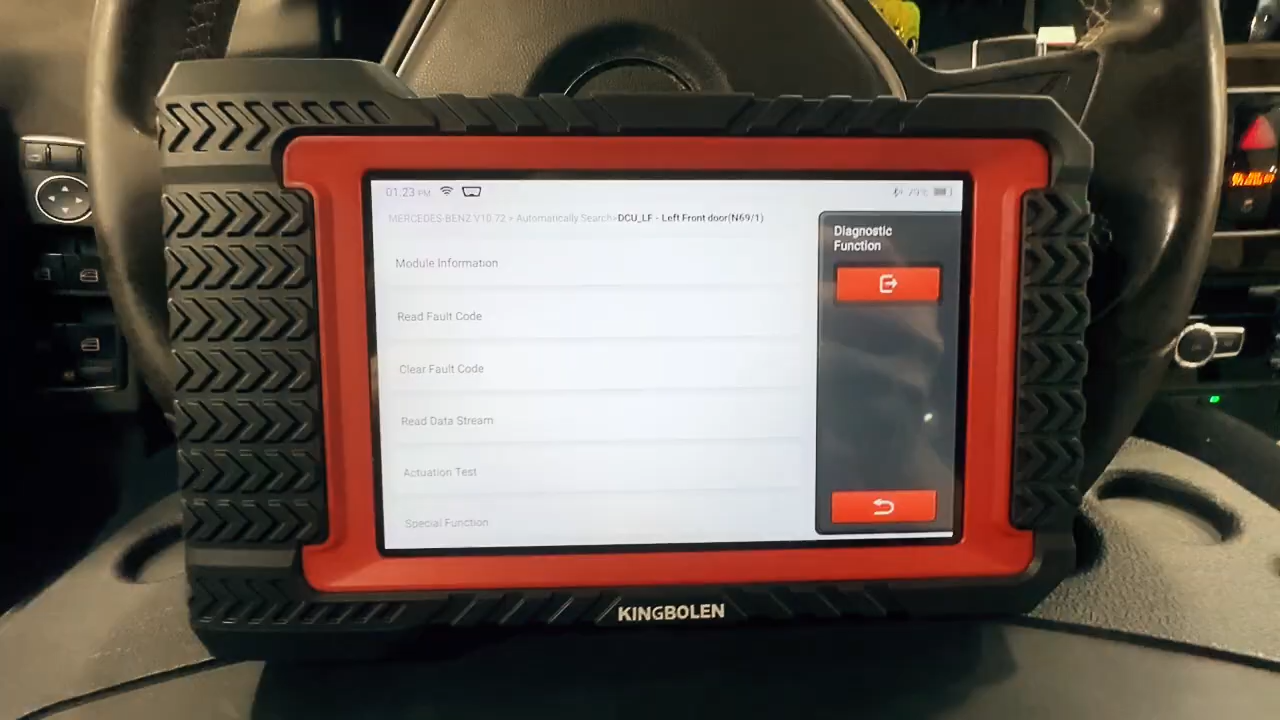 01:23 PM 79%
MERCEDES-BENZ V10.72 > Automatically Search>DCU_LF - Left Front door(N69/1)
Diagnostic
Function
Module Information
Read Fault Code
Clear Fault Code
Read Data Stream
Actuation Test
Special Function
KINGBOLEN